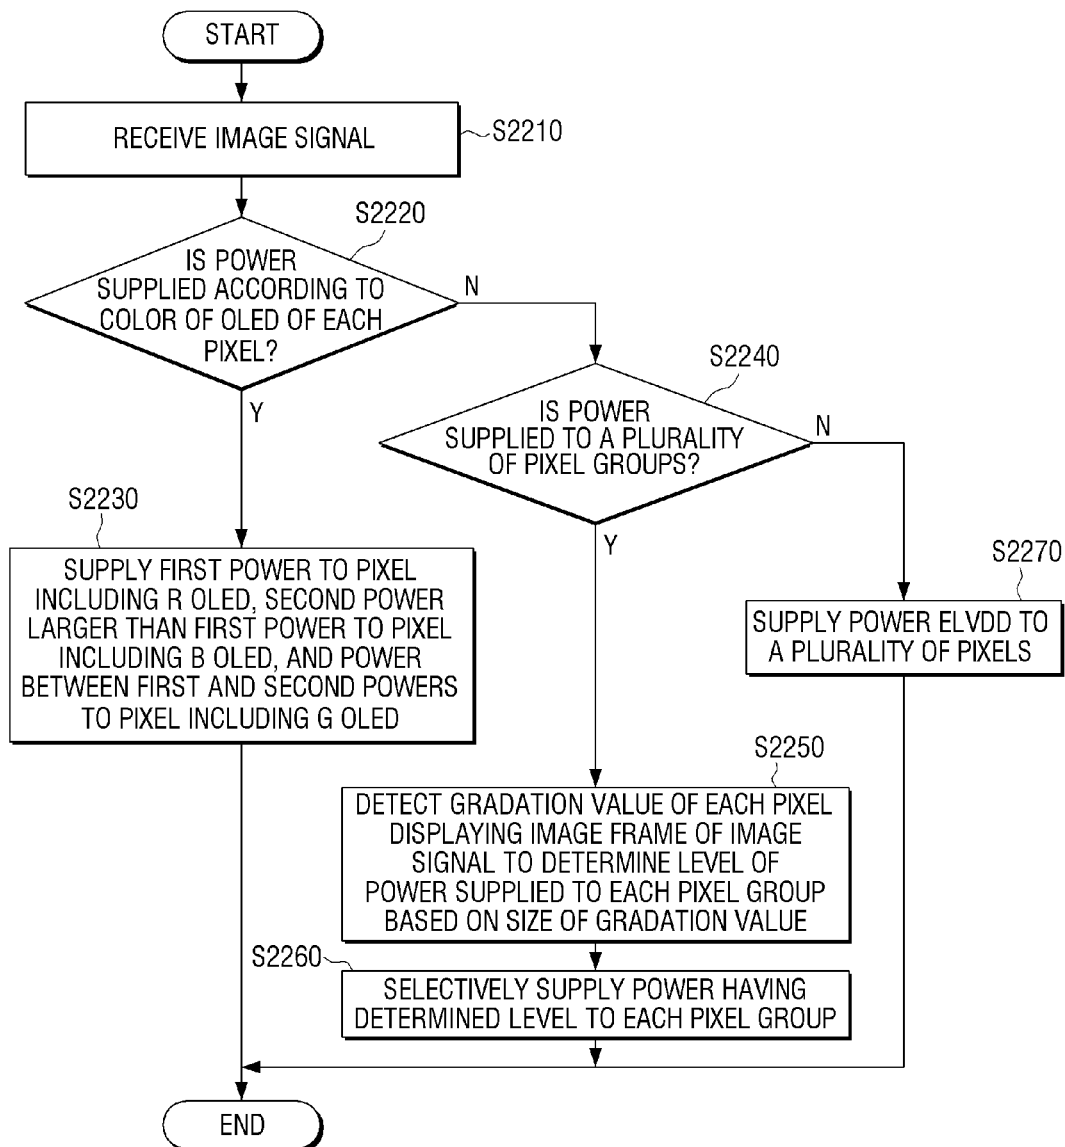 START
RECEIVE IMAGE SIGNAL
S2210
S2220
IS POWER
SUPPLIED ACCORDING TO
COLOR OF OLED OF EACH
PIXEL?
N
Y
S2240
IS POWER
SUPPLIED TO A PLURALITY
OF PIXEL GROUPS?
N
Y
S2230
SUPPLY FIRST POWER TO PIXEL
INCLUDING R OLED, SECOND POWER
LARGER THAN FIRST POWER TO PIXEL
INCLUDING B OLED, AND POWER
BETWEEN FIRST AND SECOND POWERS
TO PIXEL INCLUDING G OLED
S2270
SUPPLY POWER ELVDD TO
A PLURALITY OF PIXELS
S2250
DETECT GRADATION VALUE OF EACH PIXEL
DISPLAYING IMAGE FRAME OF IMAGE
SIGNAL TO DETERMINE LEVEL OF
POWER SUPPLIED TO EACH PIXEL GROUP
BASED ON SIZE OF GRADATION VALUE
S2260
SELECTIVELY SUPPLY POWER HAVING
DETERMINED LEVEL TO EACH PIXEL GROUP
END